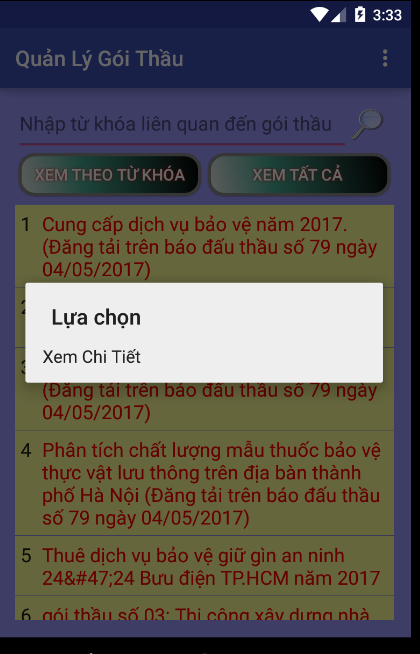 3:33
Quản Lý Gói Thầu
Nhập từ khóa liên quan đến gói thầu
XEM THEO TỪ KHÓA
XEM TẤT CẢ
1 Cung cấp dịch vụ bảo vệ năm 2017.
(Đăng tải trên báo đấu thầu số 79 ngày
04/05/2017)
Lựa chọn
Xem Chi Tiết
(Đăng tải trên báo đấu thầu số 79 ngày
04/05/2017)
4 Phân tích chất lượng mẫu thuốc bảo vệ
thực vật lưu thông trên địa bàn thành
phố Hà Nội (Đăng tải trên báo đấu thầu
số 79 ngày 04/05/2017)
5 Thuê dịch vụ bảo vệ giữ gìn an ninh
24&#47;24 Bưu điện TP.HCM năm 2017
6 gói thầu số 03: Thi công xây dựng nhà